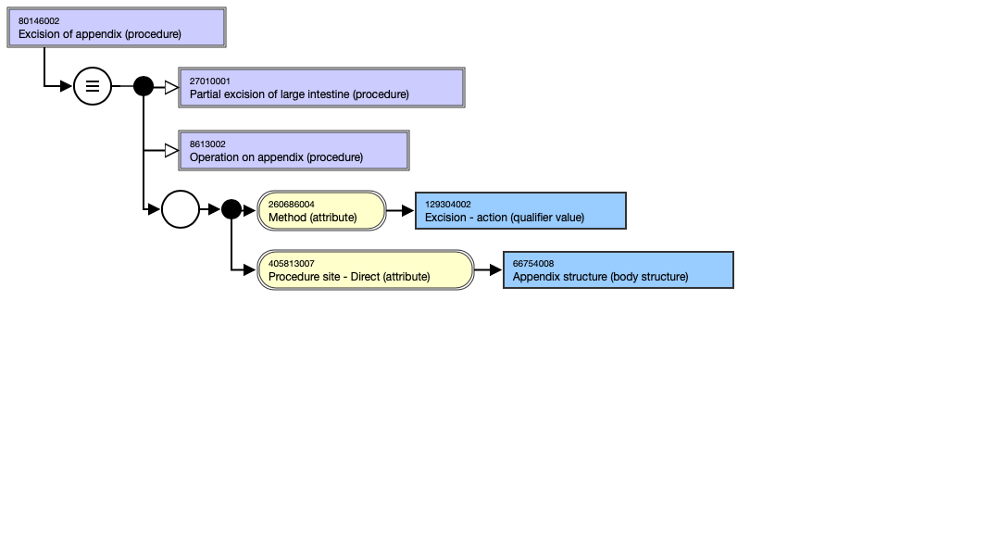 80146002
Excision of appendix (procedure)
27010001
Partial excision of large intestine (procedure)
8613002
Operation on appendix (procedure)
260686004
Method (attribute)
129304002
Excision - action (qualifier value)
405813007
Procedure site - Direct (attribute)
66754008
Appendix structure (body structure)